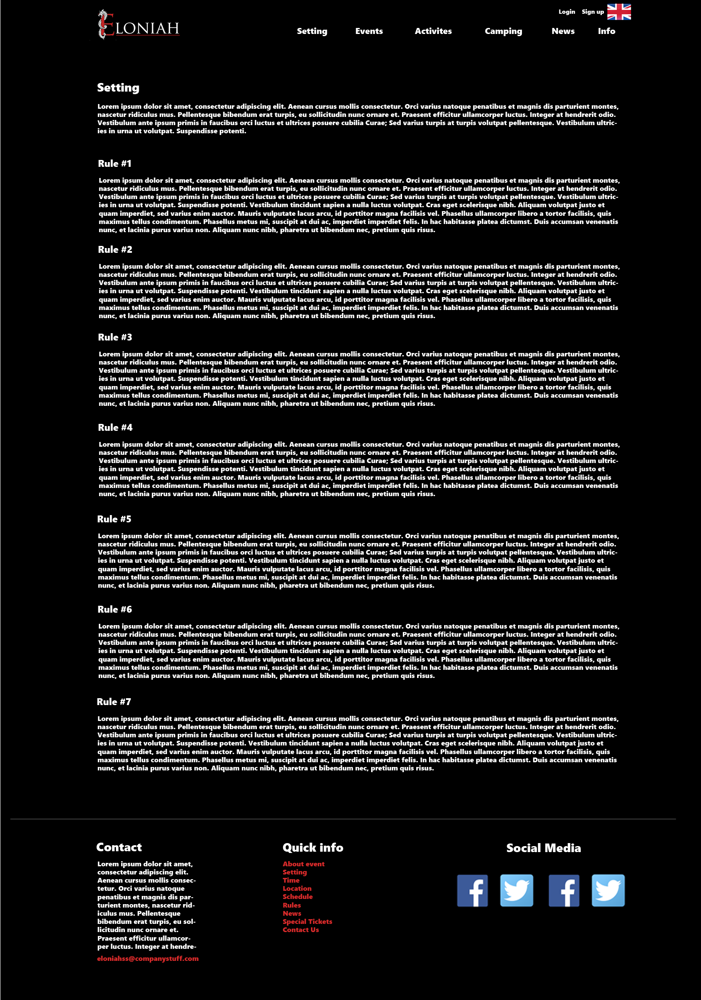 Login Sign up
ELONIAH
Setting Events Activites Camping News Info
Setting
Lorem ipsum dolor sit amet, consectetur adipiscing elit. Aenean cursus mollis consectetur. Orci varius natoque penatibus et magnis dis parturient montes,
nascetur ridiculus mus. Pellentesque bibendum erat turpis, eu sollicitudin nunc ornare et. Praesent efficitur ullamcorper luctus. Integer at hendrerit odio.
Vestibulum ante ipsum primis in faucibus orci luctus et ultrices posuere cubilia Curae; Sed varius turpis at turpis volutpat pellentesque. Vestibulum ultric-
ies in urna ut volutpat. Suspendisse potenti.
Rule #1
Lorem ipsum dolor sit amet, consectetur adipiscing elit. Aenean cursus mollis consectetur. Orci varius natoque penatibus et magnis dis parturient montes,
nascetur ridiculus mus. Pellentesque bibendum erat turpis, eu sollicitudin nunc ornare et. Praesent efficitur ullamcorper luctus. Integer at hendrerit odio.
Vestibulum ante ipsum primis in faucibus orci luctus et ultrices posuere cubilia Curae; Sed varius turpis at turpis volutpat pellentesque. Vestibulum ultric-
ies in urna ut volutpat. Suspendisse potenti. Vestibulum tincidunt sapien a nulla luctus volutpat. Cras eget scelerisque nibh. Aliquam volutpat justo et
quam imperdiet, sed varius enim auctor. Mauris vulputate lacus arcu, id porttitor magna facilisis vel. Phasellus ullamcorper libero a tortor facilisis, quis
maximus tellus condimentum. Phasellus metus mi, suscipit at dui ac, imperdiet imperdiet felis. In hac habitasse platea dictumst. Duis accumsan venenatis
nunc, et lacinia purus varius non. Aliquam nunc nibh, pharetra ut bibendum nec, pretium quis risus.
Rule #2
Lorem ipsum dolor sit amet, consectetur adipiscing elit. Aenean cursus mollis consectetur. Orci varius natoque penatibus et magnis dis parturient montes,
nascetur ridiculus mus. Pellentesque bibendum erat turpis, eu sollicitudin nunc ornare et. Praesent efficitur ullamcorper luctus. Integer at hendrerit odio.
Vestibulum ante ipsum primis in faucibus orci luctus et ultrices posuere cubilia Curae; Sed varius turpis at turpis volutpat pellentesque. Vestibulum ultric-
ies in urna ut volutpat. Suspendisse potenti. Vestibulum tincidunt sapien a nulla luctus volutpat. Cras eget scelerisque nibh. Aliquam volutpat justo et
quam imperdiet, sed varius enim auctor. Mauris vulputate lacus arcu, id porttitor magna facilisis vel. Phasellus ullamcorper libero a tortor facilisis, quis
maximus tellus condimentum. Phasellus metus mi, suscipit at dui ac, imperdiet imperdiet felis. In hac habitasse platea dictumst. Duis accumsan venenatis
nunc, et lacinia purus varius non. Aliquam nunc nibh, pharetra ut bibendum nec, pretium quis risus.
Rule #3
Lorem ipsum dolor sit amet, consectetur adipiscing elit. Aenean cursus mollis consectetur. Orci varius natoque penatibus et magnis dis parturient montes,
nascetur ridiculus mus. Pellentesque bibendum erat turpis, eu sollicitudin nunc ornare et. Praesent efficitur ullamcorper luctus. Integer at hendrerit odio.
Vestibulum ante ipsum primis in faucibus orci luctus et ultrices posuere cubilia Curae; Sed varius turpis at turpis volutpat pellentesque. Vestibulum ultric-
ies in urna ut volutpat. Suspendisse potenti. Vestibulum tincidunt sapien a nulla luctus volutpat. Cras eget scelerisque nibh. Aliquam volutpat justo et
quam imperdiet, sed varius enim auctor. Mauris vulputate lacus arcu, id porttitor magna facilisis vel. Phasellus ullamcorper libero a tortor facilisis, quis
maximus tellus condimentum. Phasellus metus mi, suscipit at dui ac, imperdiet imperdiet felis. In hac habitasse platea dictumst. Duis accumsan venenatis
nunc, et lacinia purus varius non. Aliquam nunc nibh, pharetra ut bibendum nec, pretium quis risus.
Rule #4
Lorem ipsum dolor sit amet, consectetur adipiscing elit. Aenean cursus mollis consectetur. Orci varius natoque penatibus et magnis dis parturient montes,
nascetur ridiculus mus. Pellentesque bibendum erat turpis, eu sollicitudin nunc ornare et. Praesent efficitur ullamcorper luctus. Integer at hendrerit odio.
Vestibulum ante ipsum primis in faucibus orci luctus et ultrices posuere cubilia Curae; Sed varius turpis at turpis volutpat pellentesque. Vestibulum ultric-
ies in urna ut volutpat. Suspendisse potenti. Vestibulum tincidunt sapien a nulla luctus volutpat. Cras eget scelerisque nibh. Aliquam volutpat justo et
quam imperdiet, sed varius enim auctor. Mauris vulputate lacus arcu, id porttitor magna facilisis vel. Phasellus ullamcorper libero a tortor facilisis, quis
maximus tellus condimentum. Phasellus metus mi, suscipit at dui ac, imperdiet imperdiet felis. In hac habitasse platea dictumst. Duis accumsan venenatis
nunc, et lacinia purus varius non. Aliquam nunc nibh, pharetra ut bibendum nec, pretium quis risus.
Rule #5
Lorem ipsum dolor sit amet, consectetur adipiscing elit. Aenean cursus mollis consectetur. Orci varius natoque penatibus et magnis dis parturient montes,
nascetur ridiculus mus. Pellentesque bibendum erat turpis, eu sollicitudin nunc ornare et. Praesent efficitur ullamcorper luctus. Integer at hendrerit odio.
Vestibulum ante ipsum primis in faucibus orci luctus et ultrices posuere cubilia Curae; Sed varius turpis at turpis volutpat pellentesque. Vestibulum ultric-
ies in urna ut volutpat. Suspendisse potenti. Vestibulum tincidunt sapien a nulla luctus volutpat. Cras eget scelerisque nibh. Aliquam volutpat justo et
quam imperdiet, sed varius enim auctor. Mauris vulputate lacus arcu, id porttitor magna facilisis vel. Phasellus ullamcorper libero a tortor facilisis, quis
maximus tellus condimentum. Phasellus metus mi, suscipit at dui ac, imperdiet imperdiet felis. In hac habitasse platea dictumst. Duis accumsan venenatis
nunc, et lacinia purus varius non. Aliquam nunc nibh, pharetra ut bibendum nec, pretium quis risus.
Rule #6
Lorem ipsum dolor sit amet, consectetur adipiscing elit. Aenean cursus mollis consectetur. Orci varius natoque penatibus et magnis dis parturient montes,
nascetur ridiculus mus. Pellentesque bibendum erat turpis, eu sollicitudin nunc ornare et. Praesent efficitur ullamcorper luctus. Integer at hendrerit odio.
Vestibulum ante ipsum primis in faucibus orci luctus et ultrices posuere cubilia Curae; Sed varius turpis at turpis volutpat pellentesque. Vestibulum ultric-
ies in urna ut volutpat. Suspendisse potenti. Vestibulum tincidunt sapien a nulla luctus volutpat. Cras eget scelerisque nibh. Aliquam volutpat justo et
quam imperdiet, sed varius enim auctor. Mauris vulputate lacus arcu, id porttitor magna facilisis vel. Phasellus ullamcorper libero a tortor facilisis, quis
maximus tellus condimentum. Phasellus metus mi, suscipit at dui ac, imperdiet imperdiet felis. In hac habitasse platea dictumst. Duis accumsan venenatis
nunc, et lacinia purus varius non. Aliquam nunc nibh, pharetra ut bibendum nec, pretium quis risus.
Rule #7
Lorem ipsum dolor sit amet, consectetur adipiscing elit. Aenean cursus mollis consectetur. Orci varius natoque penatibus et magnis dis parturient montes,
nascetur ridiculus mus. Pellentesque bibendum erat turpis, eu sollicitudin nunc ornare et. Praesent efficitur ullamcorper luctus. Integer at hendrerit odio.
Vestibulum ante ipsum primis in faucibus orci luctus et ultrices posuere cubilia Curae; Sed varius turpis at turpis volutpat pellentesque. Vestibulum ultric-
ies in urna ut volutpat. Suspendisse potenti. Vestibulum tincidunt sapien a nulla luctus volutpat. Cras eget scelerisque nibh. Aliquam volutpat justo et
quam imperdiet, sed varius enim auctor. Mauris vulputate lacus arcu, id porttitor magna facilisis vel. Phasellus ullamcorper libero a tortor facilisis, quis
maximus tellus condimentum. Phasellus metus mi, suscipit at dui ac, imperdiet imperdiet felis. In hac habitasse platea dictumst. Duis accumsan venenatis
nunc, et lacinia purus varius non. Aliquam nunc nibh, pharetra ut bibendum nec, pretium quis risus.
Contact
Lorem ipsum dolor sit amet,
consectetur adipiscing elit.
Aenean cursus mollis consec-
tetur. Orci varius natoque
penatibus et magnis dis par-
turient montes, nascetur rid-
iculus mus. Pellentesque
bibendum erat turpis, eu sol-
licitudin nunc ornare et.
Praesent efficitur ullamcor-
per luctus. Integer at hendre-
eloniahss@companystuff.com
Quick info
About event
Setting
Time
Location
Schedule
Rules
News
Special Tickets
Contact Us
Social Media